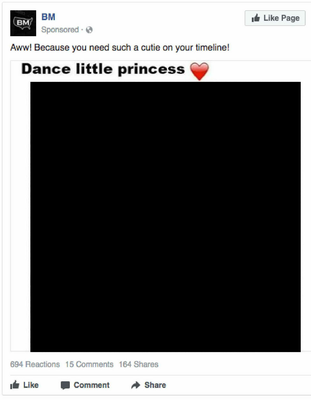 BM
BM
Like Page
Sponsored ·
Aww! Because you need such a cutie on your timeline!
Dance little princess
694 Reactions 15 Comments 164 Shares
Like Comment Share